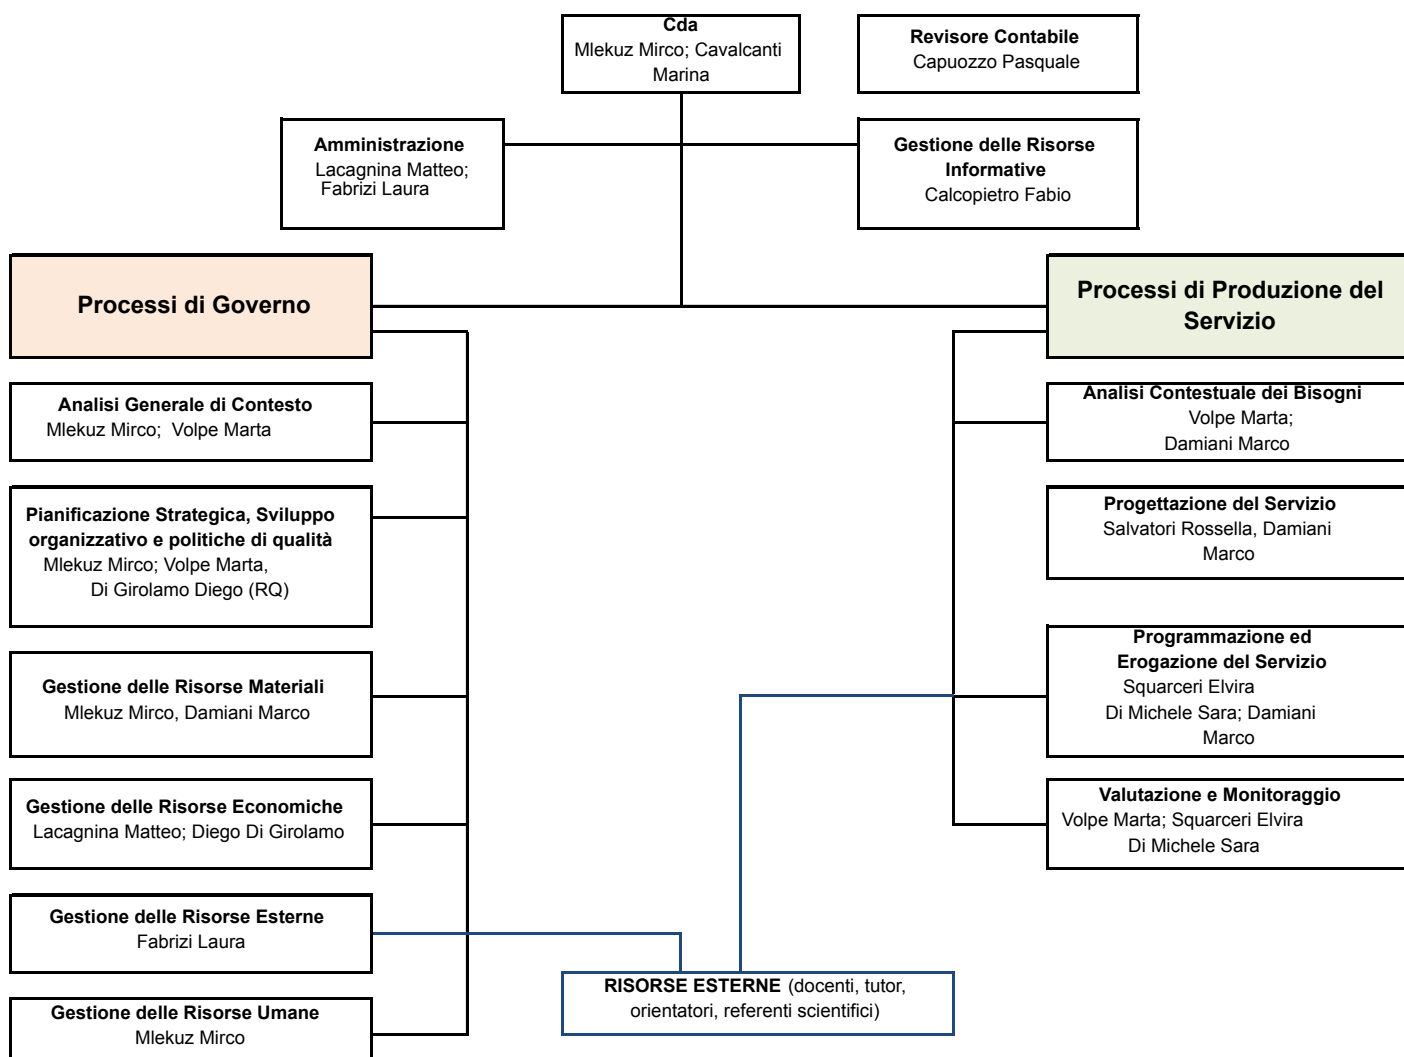 Cda
Mlekuz Mirco; Cavalcanti
Marina
Revisore Contabile
Capuozzo Pasquale
Amministrazione
Lacagnina Matteo;
Fabrizi Laura
Gestione delle Risorse
Informative
Calcopietro Fabio
Processi di Governo
Processi di Produzione del
Servizio
Analisi Generale di Contesto
Mlekuz Mirco; Volpe Marta
Pianificazione Strategica, Sviluppo
organizzativo e politiche di qualità
Mlekuz Mirco; Volpe Marta,
Di Girolamo Diego (RQ)
Gestione delle Risorse Materiali
Mlekuz Mirco, Damiani Marco
Gestione delle Risorse Economiche
Lacagnina Matteo; Diego Di Girolamo
Gestione delle Risorse Esterne
Fabrizi Laura
Gestione delle Risorse Umane
Mlekuz Mirco
Analisi Contestuale dei Bisogni
Volpe Marta;
Damiani Marco
Progettazione del Servizio
Salvatori Rossella, Damiani
Marco
Programmazione ed
Erogazione del Servizio
Squarceri Elvira
Di Michele Sara; Damiani
Marco
Valutazione e Monitoraggio
Volpe Marta; Squarceri Elvira
Di Michele Sara
RISORSE ESTERNE (docenti, tutor,
orientatori, referenti scientifici)